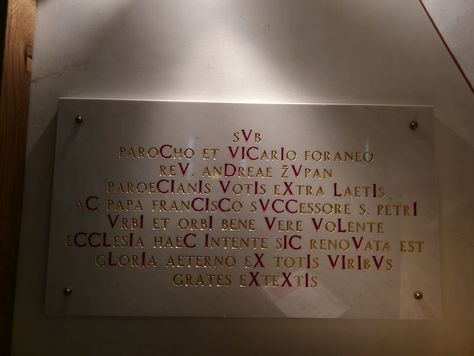 SVB
PAROCHO ET VICARIO FORANEO
REV. ANDREAE ŽVPAN
PAROECIANIS VOTIS EXTRA LAETIS
AC PAPA FRANCISCO SVCCESSORE S. PETRI
VRBI ET ORBI BENE VERE VOLENTE
ECCLESIA HAEC INTENTE SIC RENOVATA EST
GLORIA AETERNO EX TOTIS VIRIBVS
GRATES EXTEXTIS